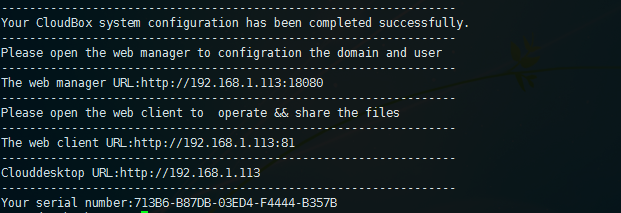 ----------------------------------------------------------------
Your CloudBox system configuration has been completed successfully.
----------------------------------------------------------------
Please open the web manager to configration the domain and user
----------------------------------------------------------------
The web manager URL:http://192.168.1.113:18080
----------------------------------------------------------------
Please open the web client to  operate && share the files
----------------------------------------------------------------
The web client URL:http://192.168.1.113:81
----------------------------------------------------------------
Clouddesktop URL:http://192.168.1.113
----------------------------------------------------------------
Your serial number:713B6-B87DB-03ED4-F4444-B357B